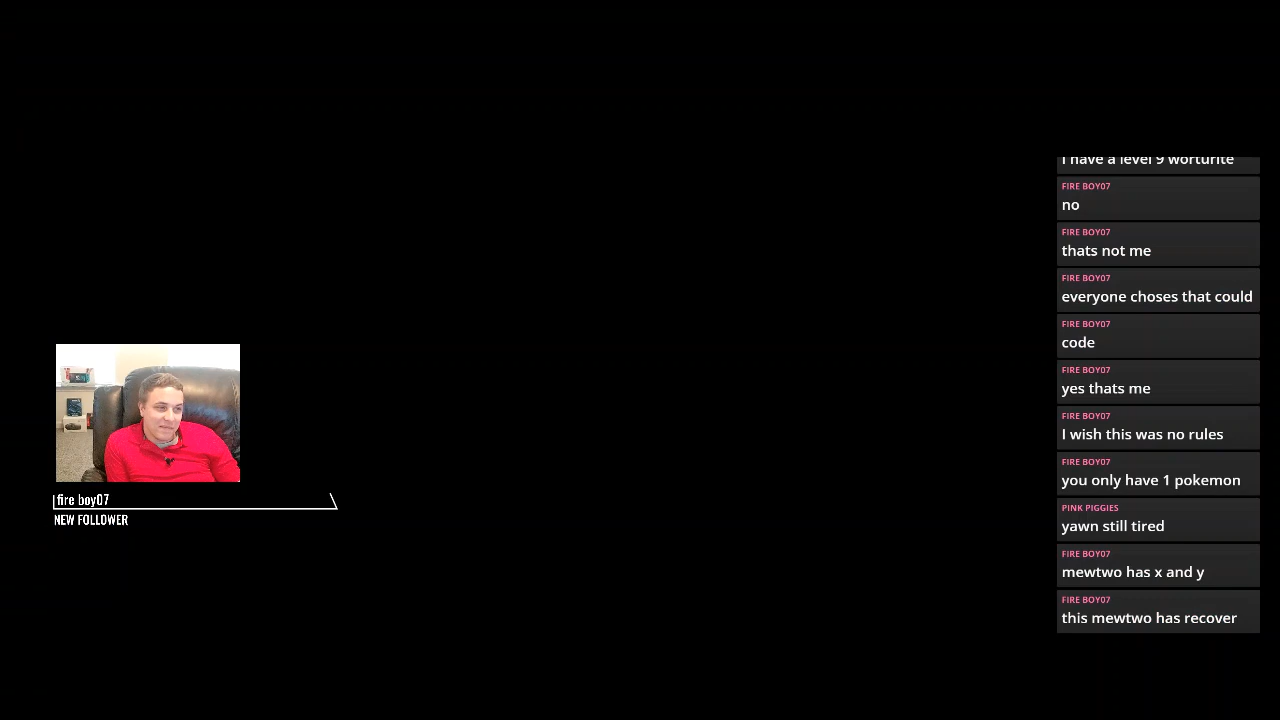 I have a level 9 worturtle
FIRE BOY07
no
FIRE BOY07
thats not me
FIRE BOY07
everyone choses that could
FIRE BOY07
code
FIRE BOY07
yes thats me
FIRE BOY07
I wish this was no rules
FIRE BOY07
you only have 1 pokemon
PINK PIGGIES
yawn still tired
FIRE BOY07
mewtwo has x and y
FIRE BOY07
this mewtwo has recover
fire boy07
NEW FOLLOWER